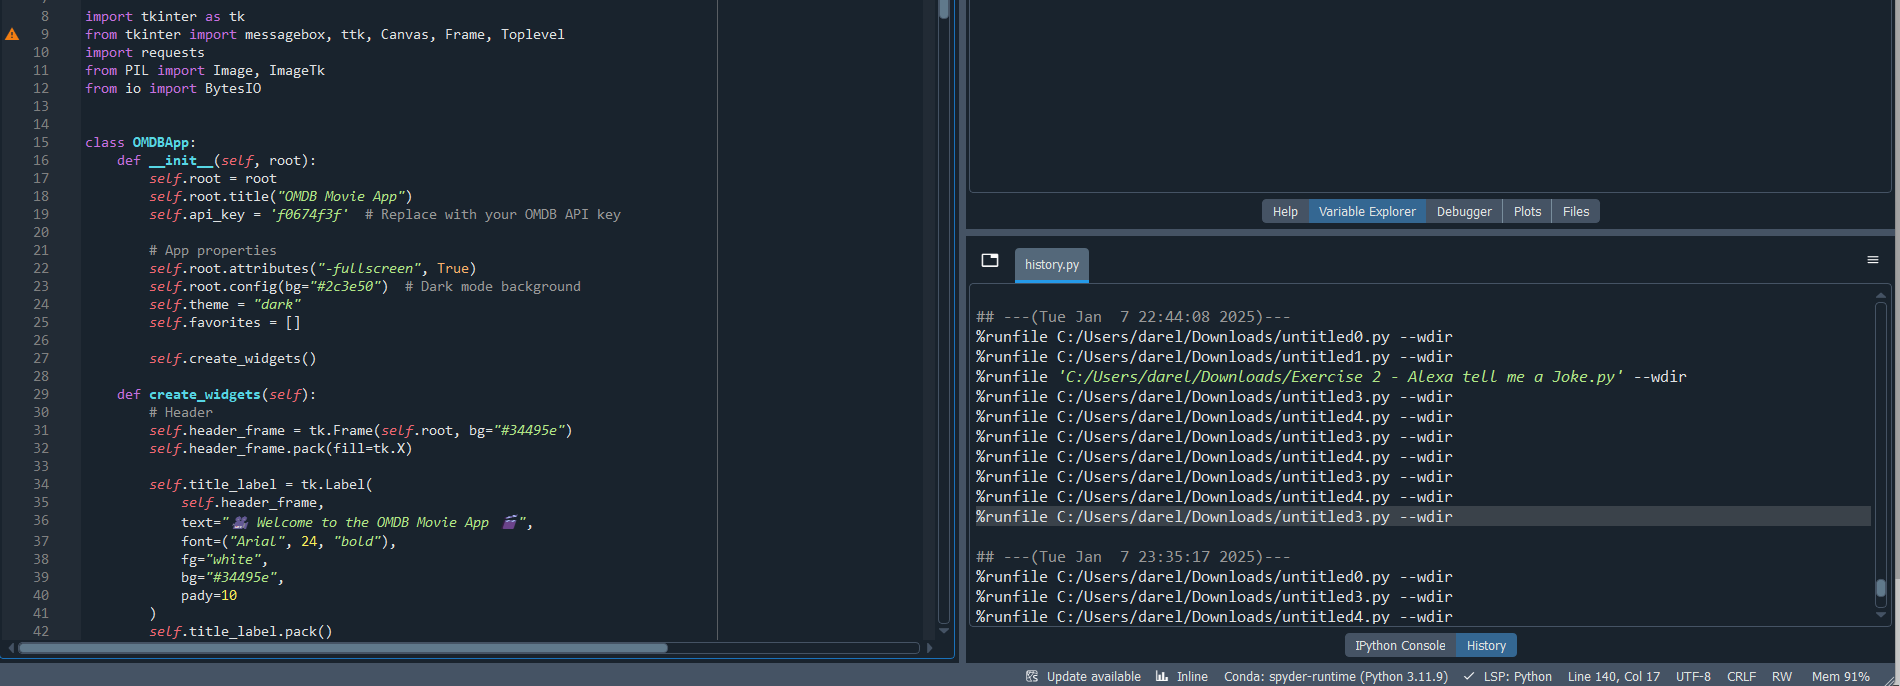 8 import tkinter as tk
9 from tkinter import messagebox, ttk, Canvas, Frame, Toplevel
10 import requests
11 from PIL import Image, ImageTk
12 from io import BytesIO
13
14
15 class OMDBApp:
16     def __init__(self, root):
17         self.root = root
18         self.root.title("OMDB Movie App")
19         self.api_key = 'f0674f3f'  # Replace with your OMDB API key
20
21         # App properties
22         self.root.attributes("-fullscreen", True)
23         self.root.config(bg="#2c3e50")  # Dark mode background
24         self.theme = "dark"
25         self.favorites = []
26
27         self.create_widgets()
28
29     def create_widgets(self):
30         # Header
31         self.header_frame = tk.Frame(self.root, bg="#34495e")
32         self.header_frame.pack(fill=tk.X)
33
34         self.title_label = tk.Label(
35             self.header_frame,
36             text="🎥 Welcome to the OMDB Movie App 🎬",
37             font=("Arial", 24, "bold"),
38             fg="white",
39             bg="#34495e",
40             pady=10
41         )
42         self.title_label.pack()
Help Variable Explorer Debugger Plots Files
history.py
## ---(Tue Jan  7 22:44:08 2025)---
%runfile C:/Users/darel/Downloads/untitled0.py --wdir
%runfile C:/Users/darel/Downloads/untitled1.py --wdir
%runfile 'C:/Users/darel/Downloads/Exercise 2 - Alexa tell me a Joke.py' --wdir
%runfile C:/Users/darel/Downloads/untitled3.py --wdir
%runfile C:/Users/darel/Downloads/untitled4.py --wdir
%runfile C:/Users/darel/Downloads/untitled3.py --wdir
%runfile C:/Users/darel/Downloads/untitled4.py --wdir
%runfile C:/Users/darel/Downloads/untitled3.py --wdir
%runfile C:/Users/darel/Downloads/untitled4.py --wdir
%runfile C:/Users/darel/Downloads/untitled3.py --wdir
## ---(Tue Jan  7 23:35:17 2025)---
%runfile C:/Users/darel/Downloads/untitled0.py --wdir
%runfile C:/Users/darel/Downloads/untitled3.py --wdir
%runfile C:/Users/darel/Downloads/untitled4.py --wdir
IPython Console History
Update available Inline Conda: spyder-runtime (Python 3.11.9) ✓ LSP: Python Line 140, Col 17 UTF-8 CRLF RW Mem 91%